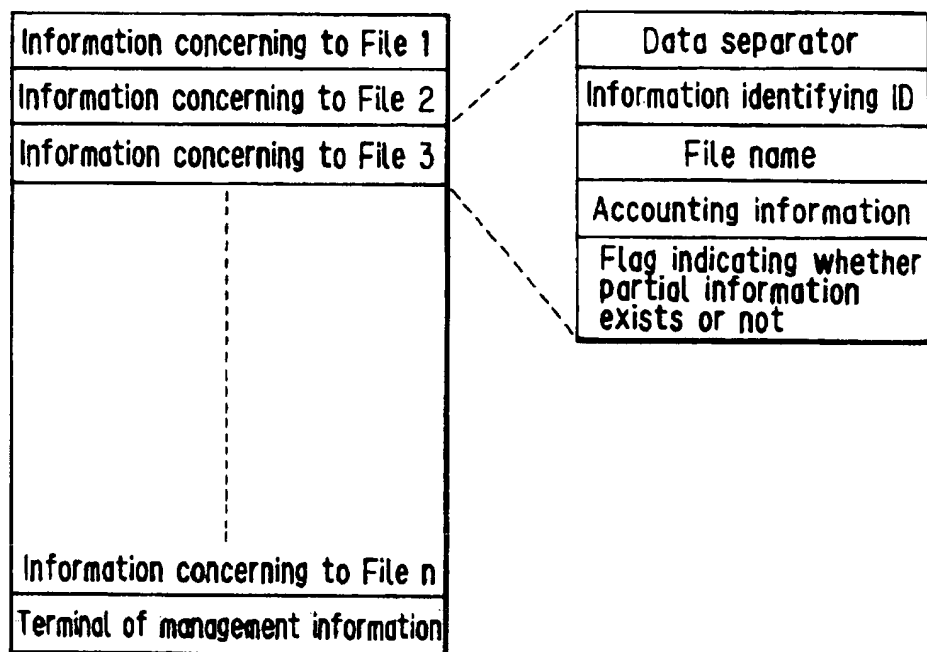 Information concerning to File 1
Information concerning to File 2
Information concerning to File 3
Information concerning to File n
Terminal of management information
Data separator
Information identifying ID
File name
Accounting information
Flag indicating whether
partial information
exists or not